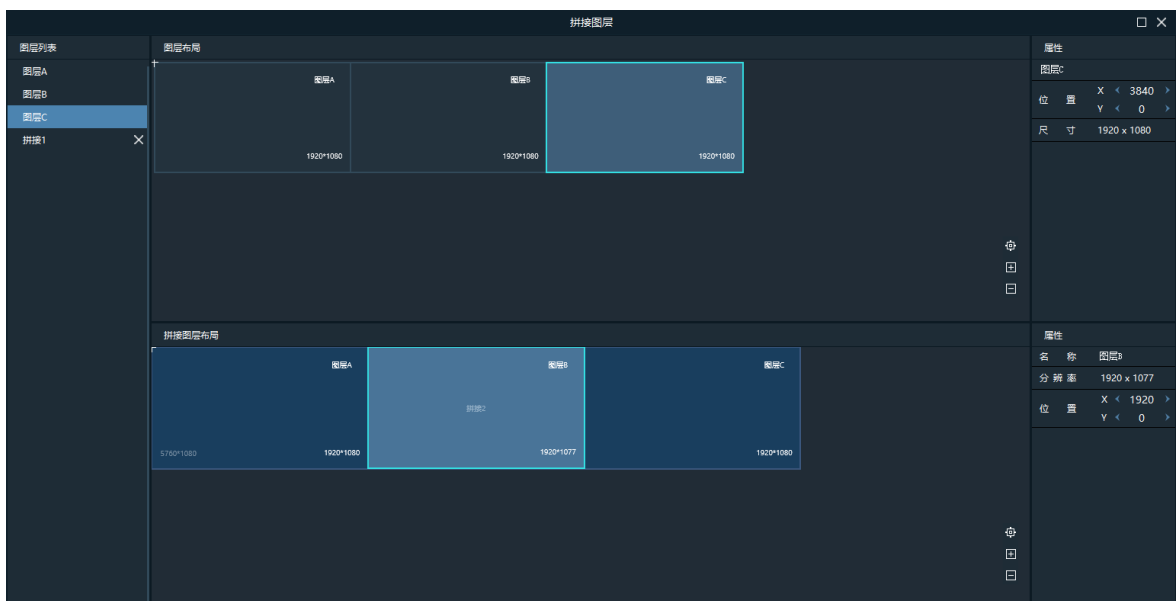 拼接图层
图层列表
图层A
图层B
图层C
拼接1
图层布局
图层A
图层B
图层C
1920*1080
1920*1080
1920*1080
属性
图层C
位 置
X 3840
Y 0
尺 寸 1920 x 1080
拼接图层布局
图层A
图层B
图层C
拼接2
5760*1080
1920*1080
1920*1077
1920*1080
属性
名 称 图层B
分 辨 率 1920 x 1077
位 置
X 1920
Y 0